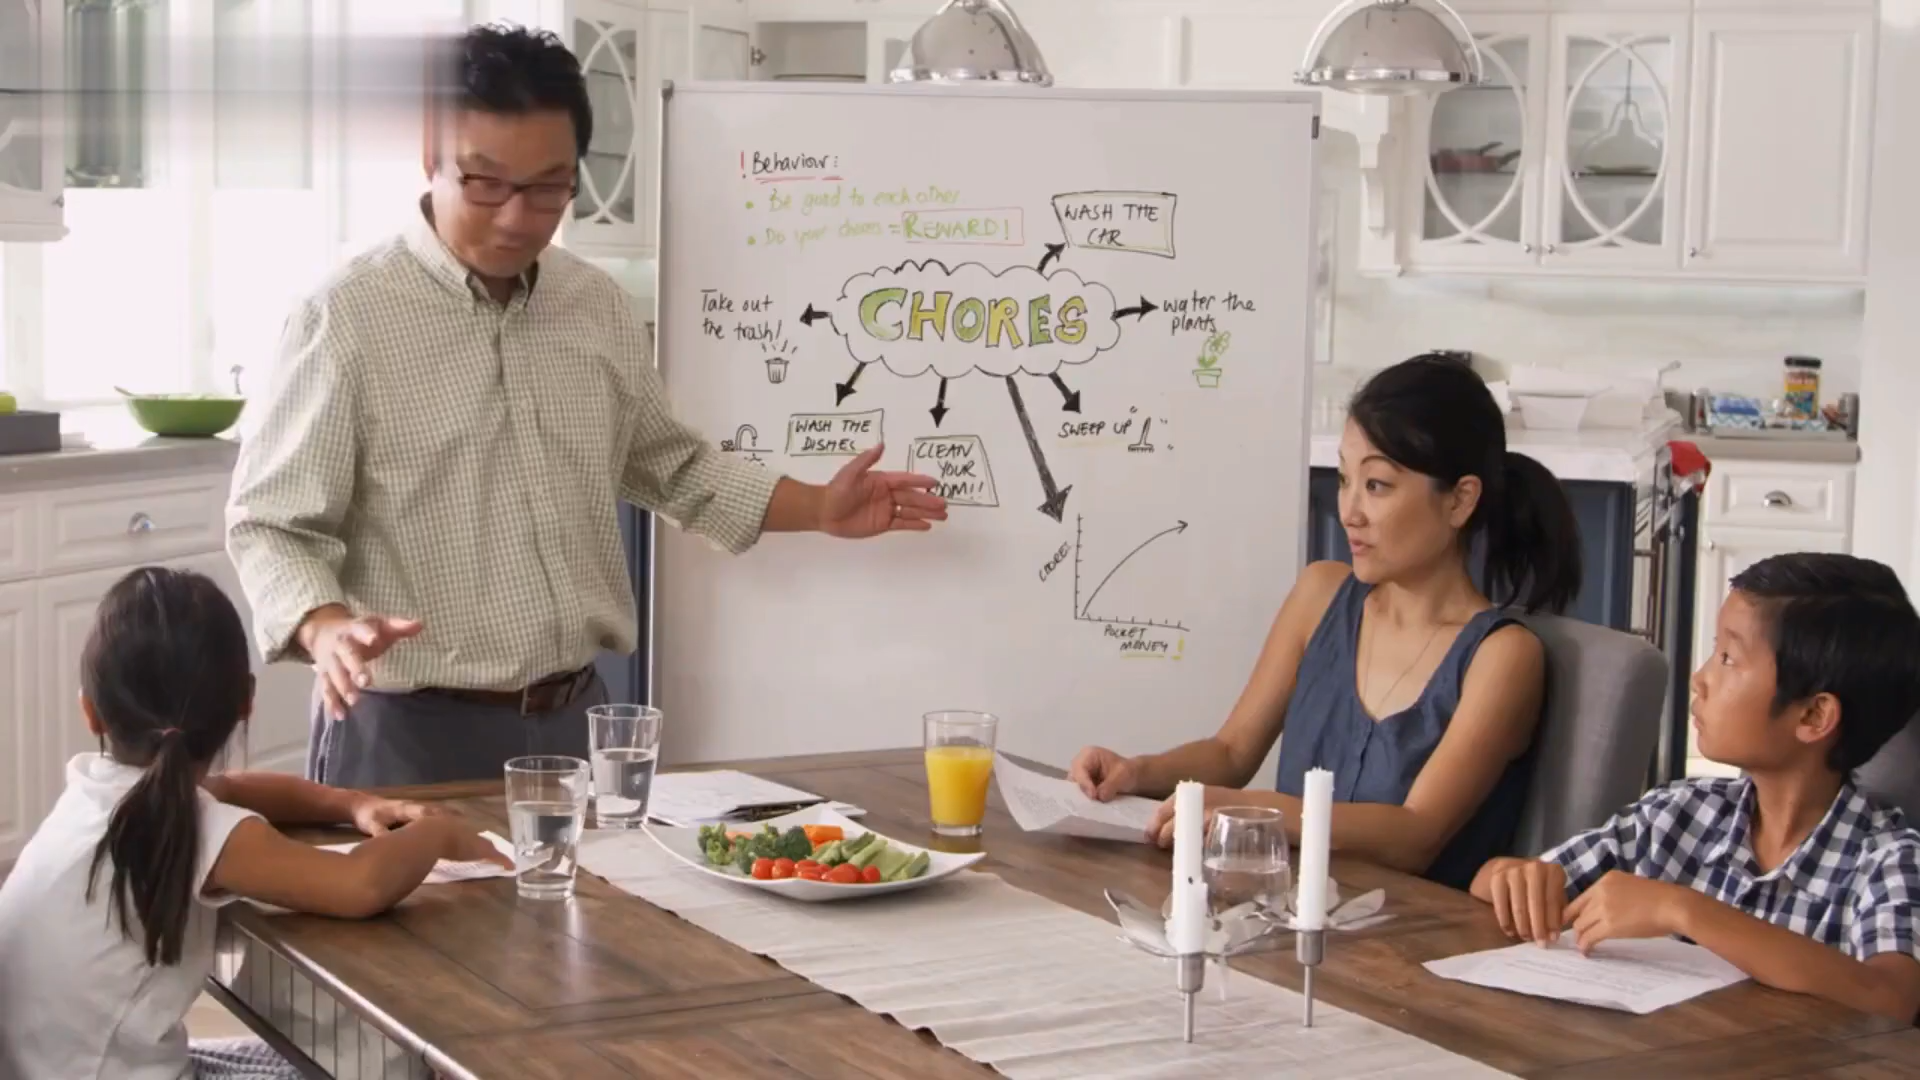 ! Behaviour:
• Be good to each other.
• Do your chores = REWARD!
WASH THE
CAR
Take out
the trash!
CHORES
water the
plants
WASH THE
DISHES
CLEAN
YOUR
ROOM!!
SWEEP UP
CHORES
POCKET
MONEY !